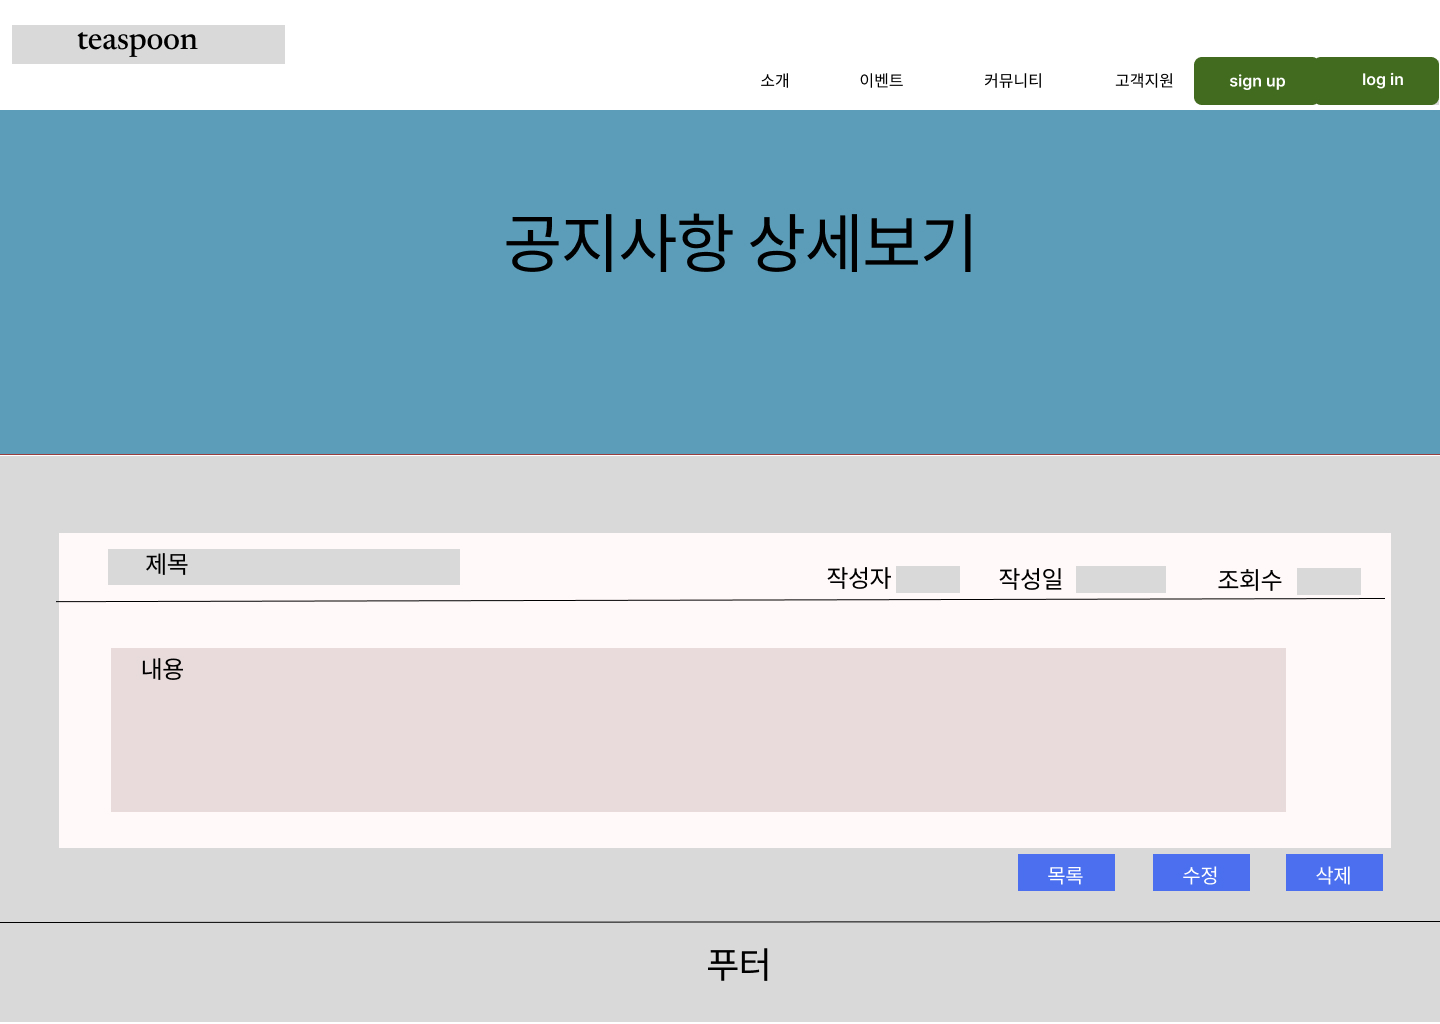 teaspoon
소개 이벤트 커뮤니티 고객지원 sign up log in
공지사항 상세보기
제목 작성자 작성일 조회수
내용
목록 수정 삭제
푸터